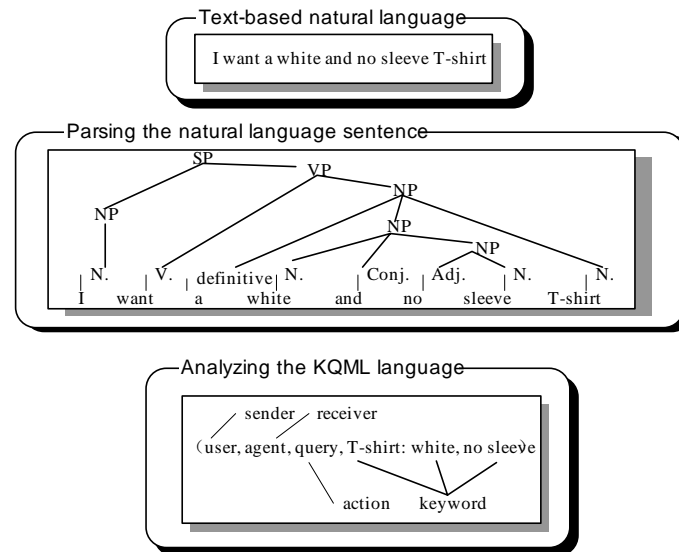 Text-based natural language
I want a white and no sleeve T-shirt
Parsing the natural language sentence
SP
VP
NP
NP
NP
NP
N. V. definitive N. Conj. Adj. N. N.
I want a white and no sleeve T-shirt
Analyzing the KQML language
sender receiver
(user, agent, query, T-shirt: white, no sleeve)
action keyword